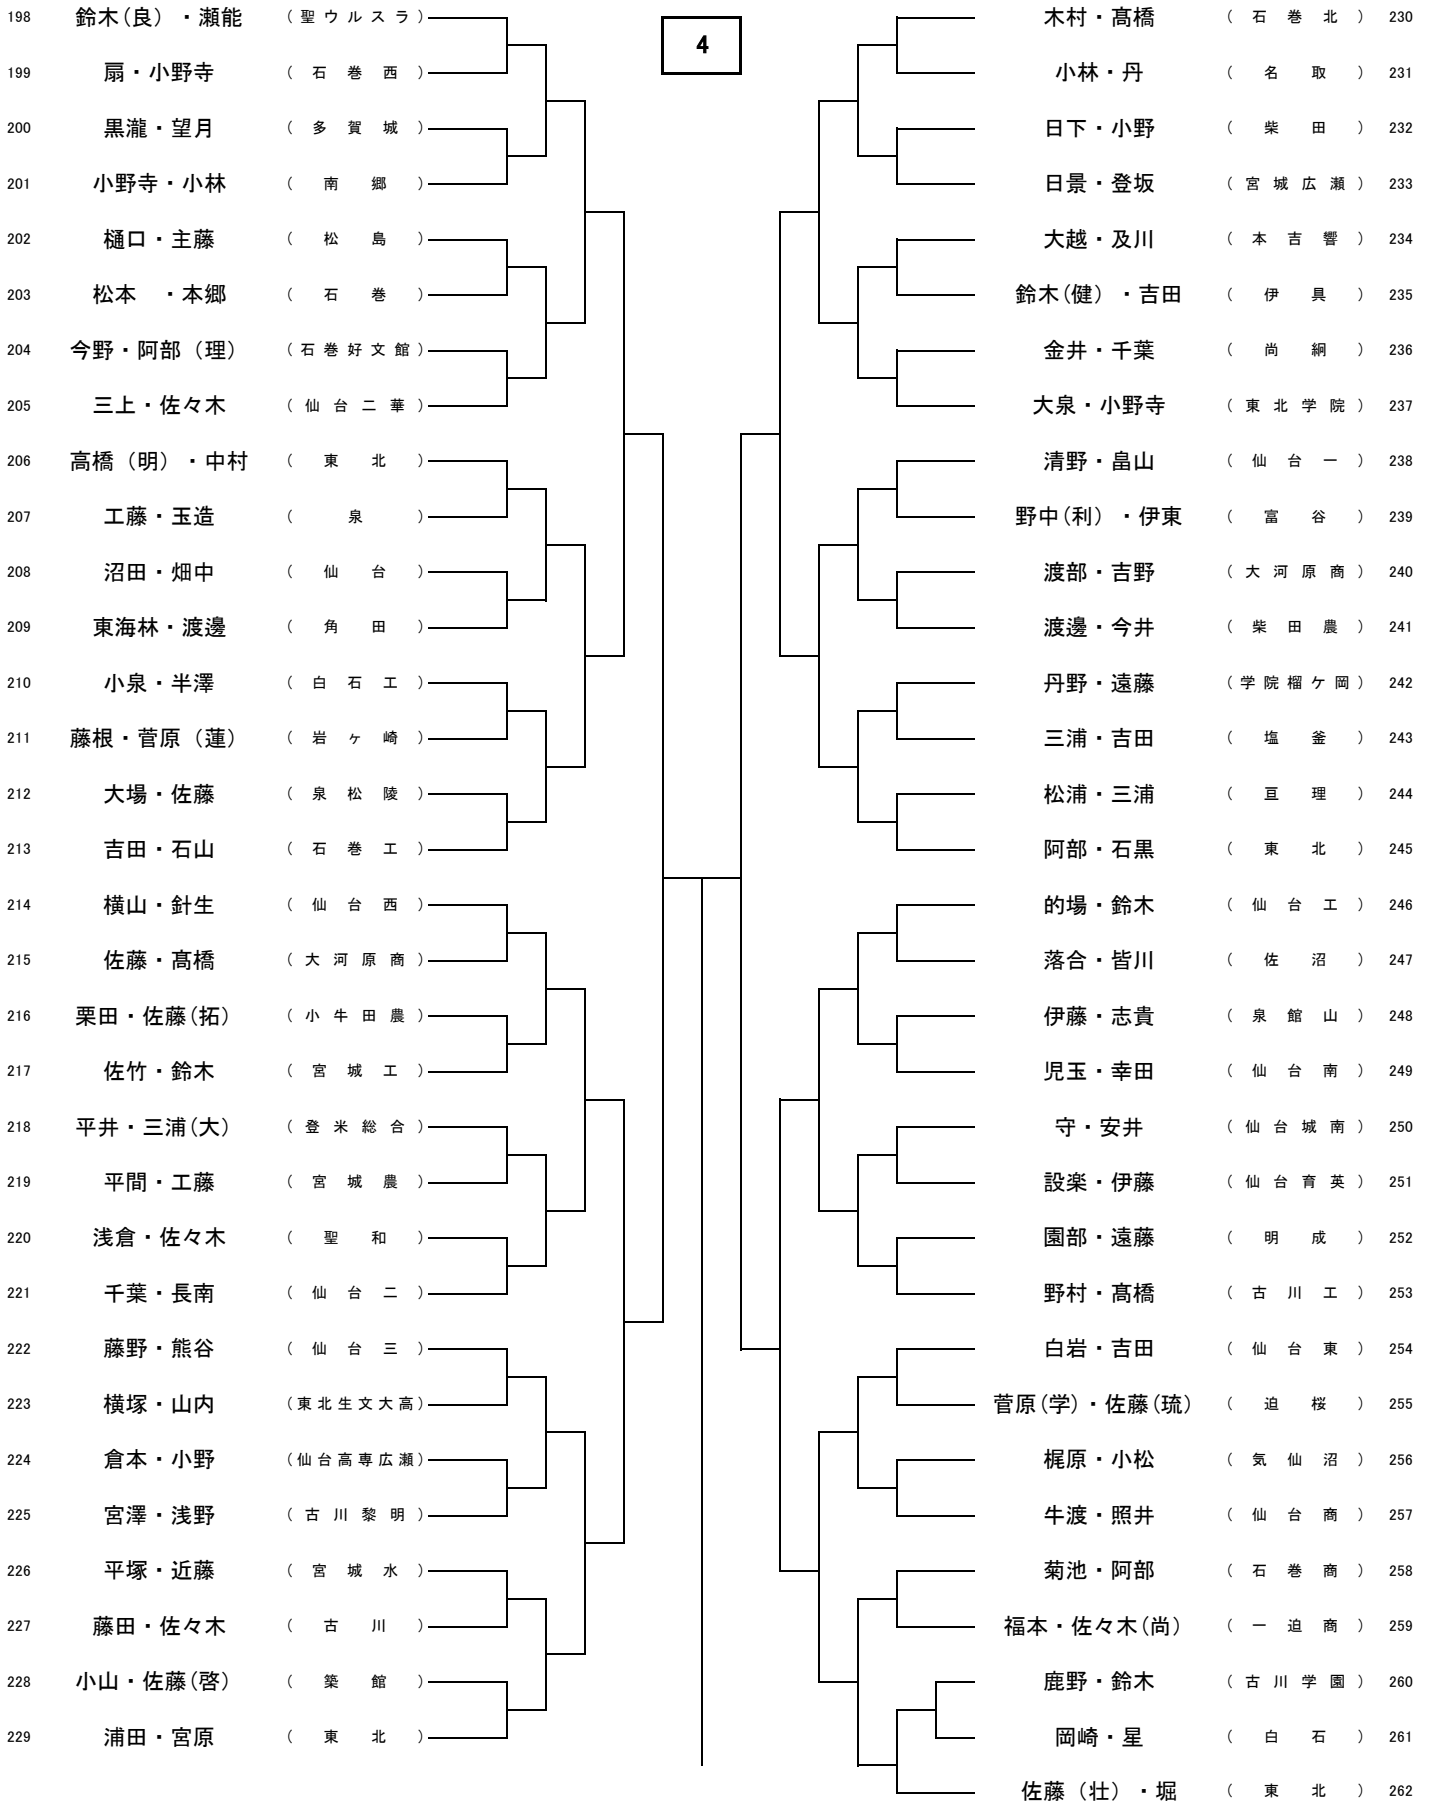 4
198 鈴木(良)・瀬能 (聖ウルスラ)
199 扇・小野寺 (石巻西)
200 黒瀧・望月 (多賀城)
201 小野寺・小林 (南郷)
202 樋口・主藤 (松島)
203 松本　・本郷 (石巻)
204 今野・阿部（理） (石巻好文館)
205 三上・佐々木 (仙台二華)
206 高橋（明）・中村 (東北)
207 工藤・玉造 (泉)
208 沼田・畑中 (仙台)
209 東海林・渡邊 (角田)
210 小泉・半澤 (白石工)
211 藤根・菅原（蓮） (岩ヶ崎)
212 大場・佐藤 (泉松陵)
213 吉田・石山 (石巻工)
214 横山・針生 (仙台西)
215 佐藤・髙橋 (大河原商)
216 栗田・佐藤(拓) (小牛田農)
217 佐竹・鈴木 (宮城工)
218 平井・三浦(大) (登米総合)
219 平間・工藤 (宮城農)
220 浅倉・佐々木 (聖和)
221 千葉・長南 (仙台二)
222 藤野・熊谷 (仙台三)
223 横塚・山内 (東北生文大高)
224 倉本・小野 (仙台高専広瀬)
225 宮澤・浅野 (古川黎明)
226 平塚・近藤 (宮城水)
227 藤田・佐々木 (古川)
228 小山・佐藤(啓) (築館)
229 浦田・宮原 (東北)
木村・髙橋 (石巻北) 230
小林・丹 (名取) 231
日下・小野 (柴田) 232
日景・登坂 (宮城広瀬) 233
大越・及川 (本吉響) 234
鈴木(健)・吉田 (伊具) 235
金井・千葉 (尚絅) 236
大泉・小野寺 (東北学院) 237
清野・畠山 (仙台一) 238
野中(利)・伊東 (富谷) 239
渡部・吉野 (大河原商) 240
渡邊・今井 (柴田農) 241
丹野・遠藤 (学院榴ケ岡) 242
三浦・吉田 (塩釜) 243
松浦・三浦 (亘理) 244
阿部・石黒 (東北) 245
的場・鈴木 (仙台工) 246
落合・皆川 (佐沼) 247
伊藤・志貴 (泉館山) 248
児玉・幸田 (仙台南) 249
守・安井 (仙台城南) 250
設楽・伊藤 (仙台育英) 251
園部・遠藤 (明成) 252
野村・髙橋 (古川工) 253
白岩・吉田 (仙台東) 254
菅原(学)・佐藤(琉) (迫桜) 255
梶原・小松 (気仙沼) 256
牛渡・照井 (仙台商) 257
菊池・阿部 (石巻商) 258
福本・佐々木(尚) (一迫商) 259
鹿野・鈴木 (古川学園) 260
岡崎・星 (白石) 261
佐藤（壮）・堀 (東北) 262